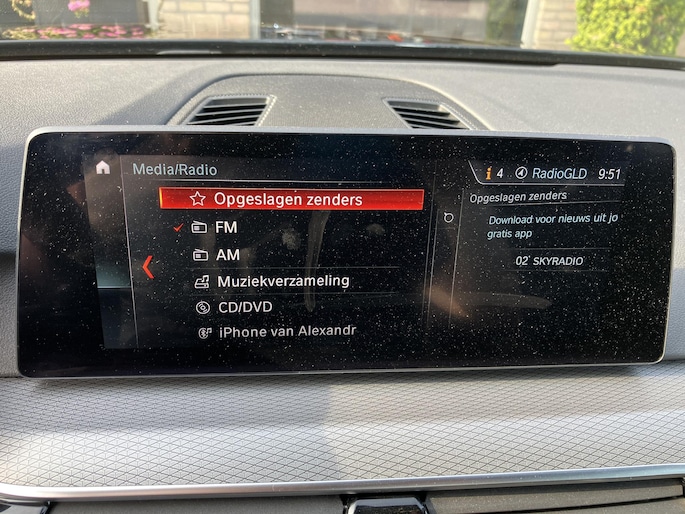 Media/Radio
i 4 RadioGLD 9:51
Opgeslagen zenders
FM
AM
Muziekverzameling
CD/DVD
iPhone van Alexandr
Opgeslagen zenders
Download voor nieuws uit jo
gratis app
02* SKYRADIO